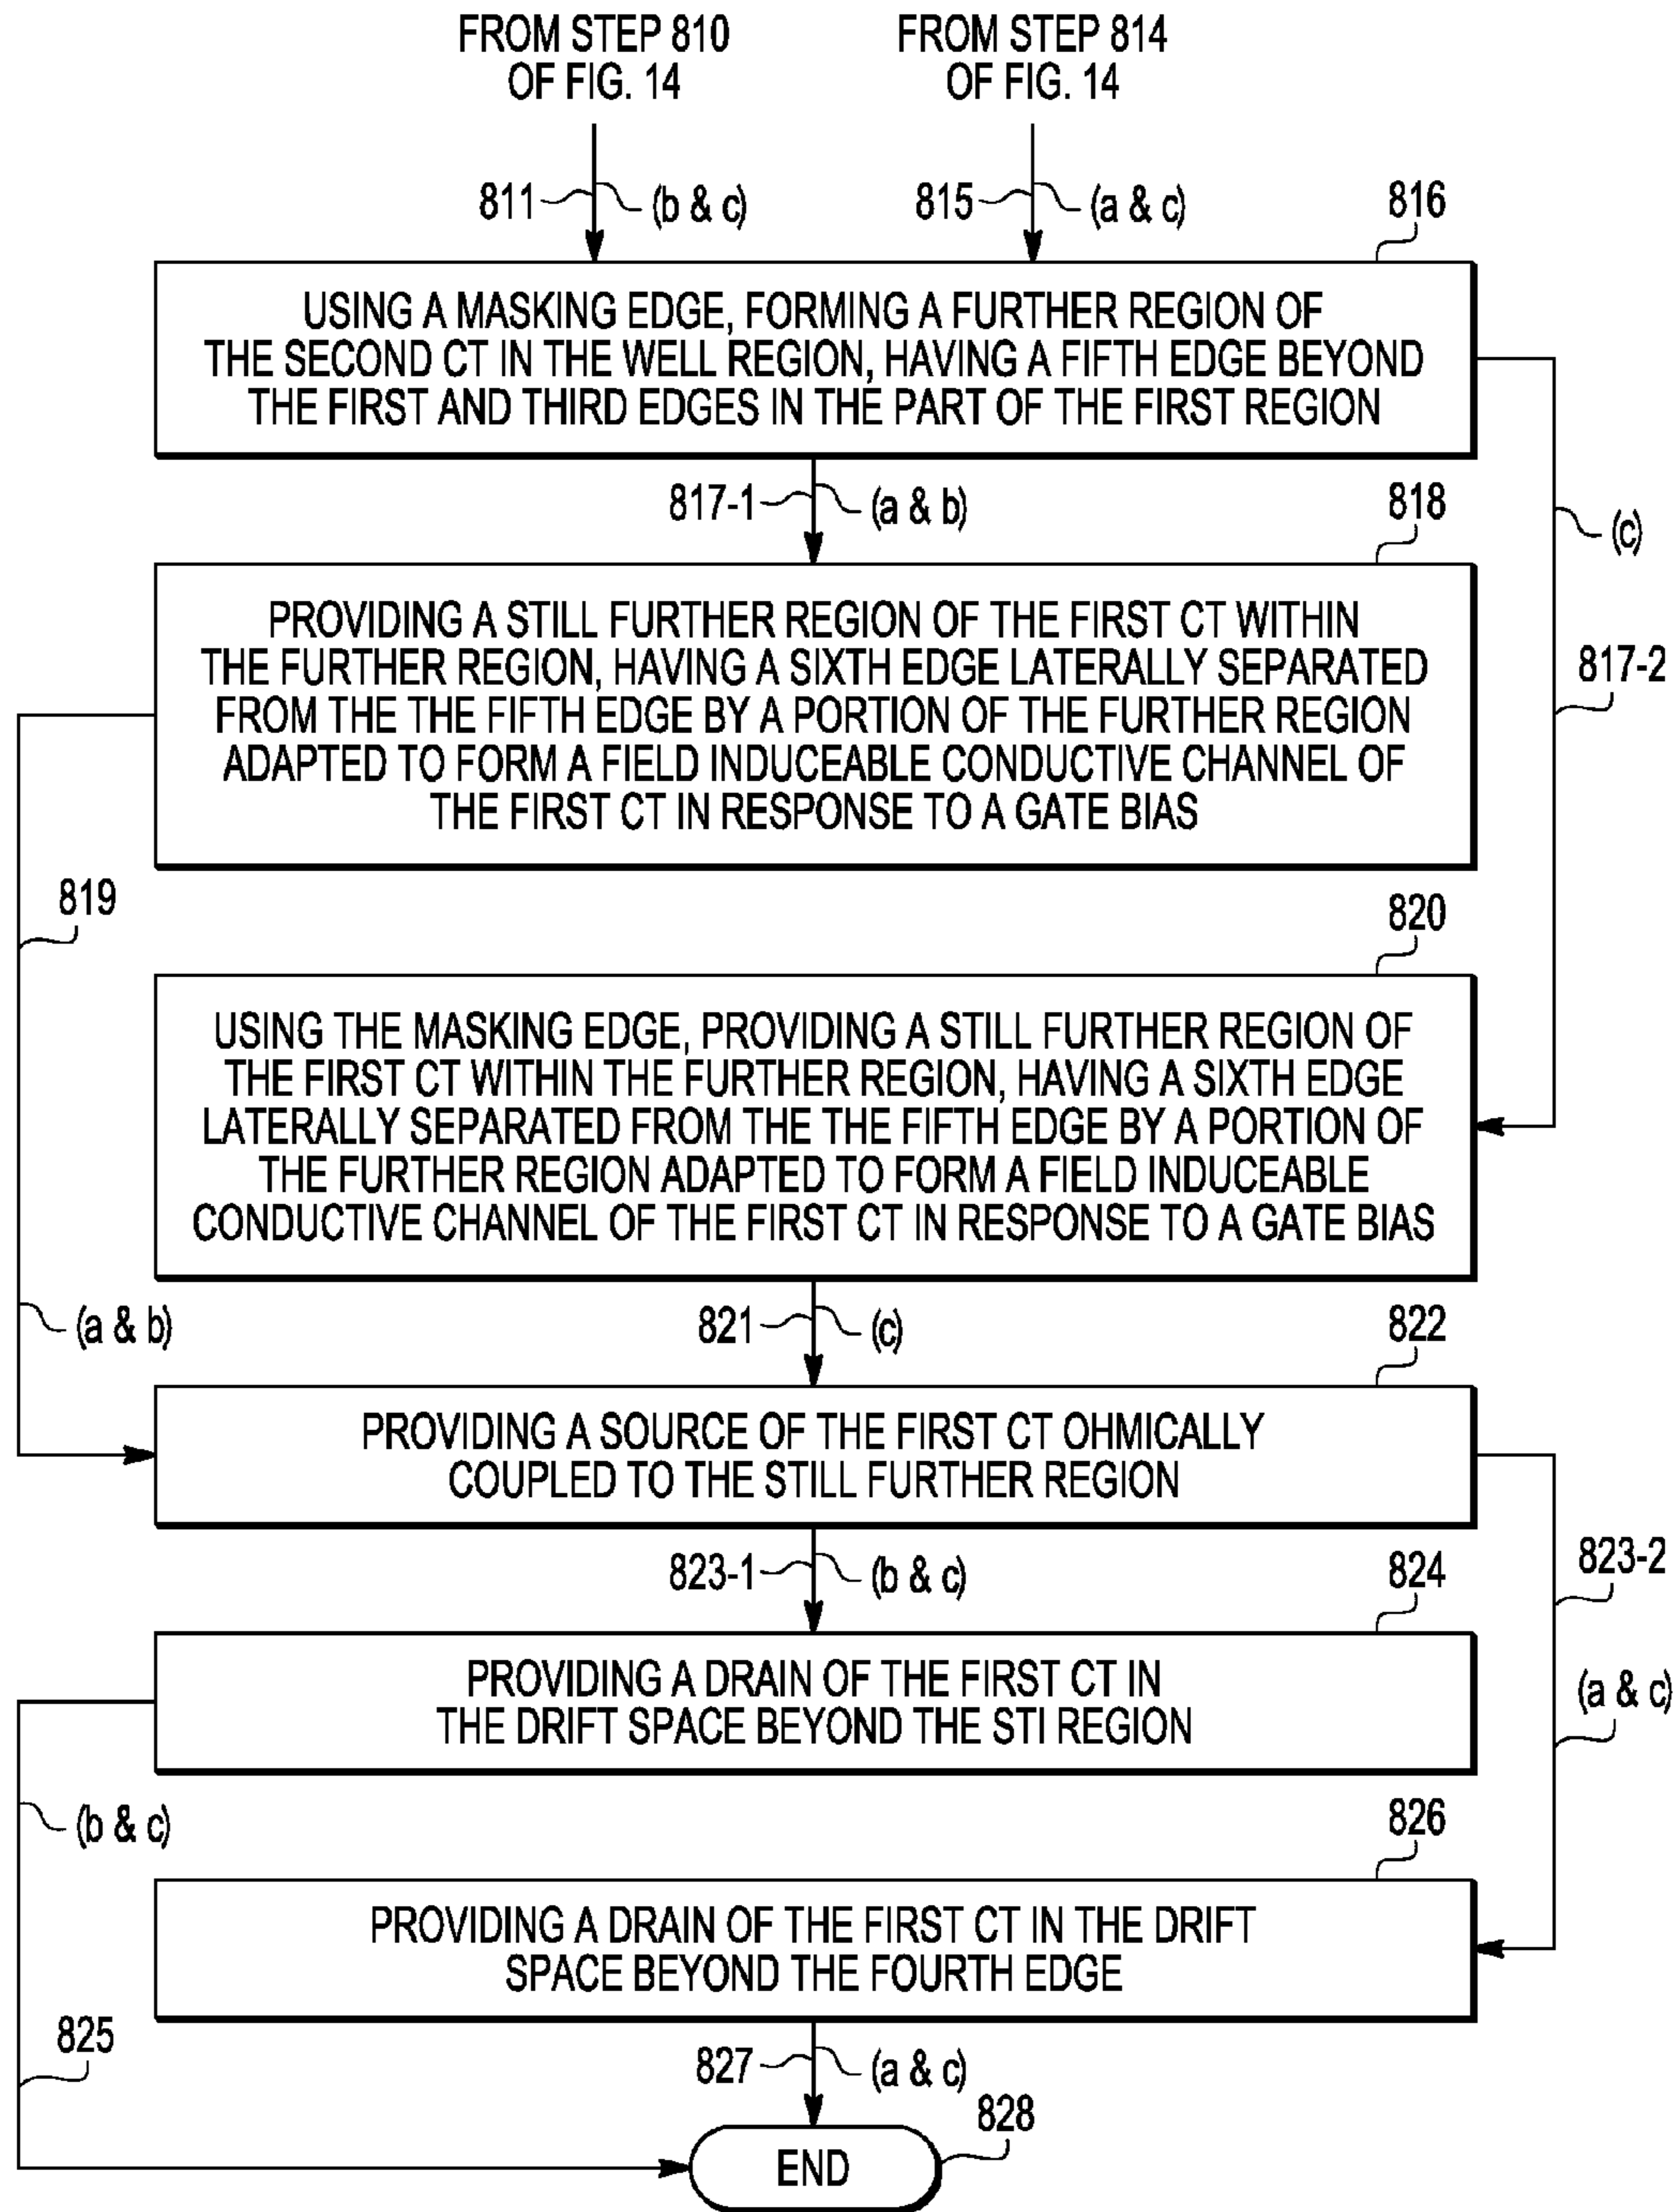 FROM STEP 810
OF FIG. 14
FROM STEP 814
OF FIG. 14
811
(b & c)
815
(a & c)
816
USING A MASKING EDGE, FORMING A FURTHER REGION OF
THE SECOND CT IN THE WELL REGION, HAVING A FIFTH EDGE BEYOND
THE FIRST AND THIRD EDGES IN THE PART OF THE FIRST REGION
817-1
(a & b)
818
(c)
817-2
PROVIDING A STILL FURTHER REGION OF THE FIRST CT WITHIN
THE FURTHER REGION, HAVING A SIXTH EDGE LATERALLY SEPARATED
FROM THE THE FIFTH EDGE BY A PORTION OF THE FURTHER REGION
ADAPTED TO FORM A FIELD INDUCEABLE CONDUCTIVE CHANNEL OF
THE FIRST CT IN RESPONSE TO A GATE BIAS
819
820
USING THE MASKING EDGE, PROVIDING A STILL FURTHER REGION OF
THE FIRST CT WITHIN THE FURTHER REGION, HAVING A SIXTH EDGE
LATERALLY SEPARATED FROM THE THE FIFTH EDGE BY A PORTION OF
THE FURTHER REGION ADAPTED TO FORM A FIELD INDUCEABLE
CONDUCTIVE CHANNEL OF THE FIRST CT IN RESPONSE TO A GATE BIAS
(a & b)
821
(c)
822
PROVIDING A SOURCE OF THE FIRST CT OHMICALLY
COUPLED TO THE STILL FURTHER REGION
823-1
(b & c)
824
823-2
PROVIDING A DRAIN OF THE FIRST CT IN
THE DRIFT SPACE BEYOND THE STI REGION
(a & c)
(b & c)
826
PROVIDING A DRAIN OF THE FIRST CT IN THE DRIFT
SPACE BEYOND THE FOURTH EDGE
825
827
(a & c)
828
END